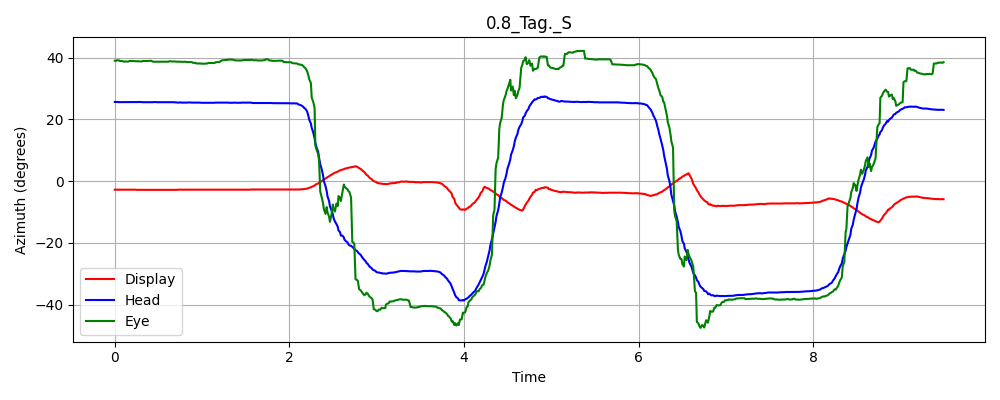 0.8_Tag._S
Azimuth (degrees)
40
20
0
−20
−40
Display
Head
Eye
0 2 4 6 8
Time